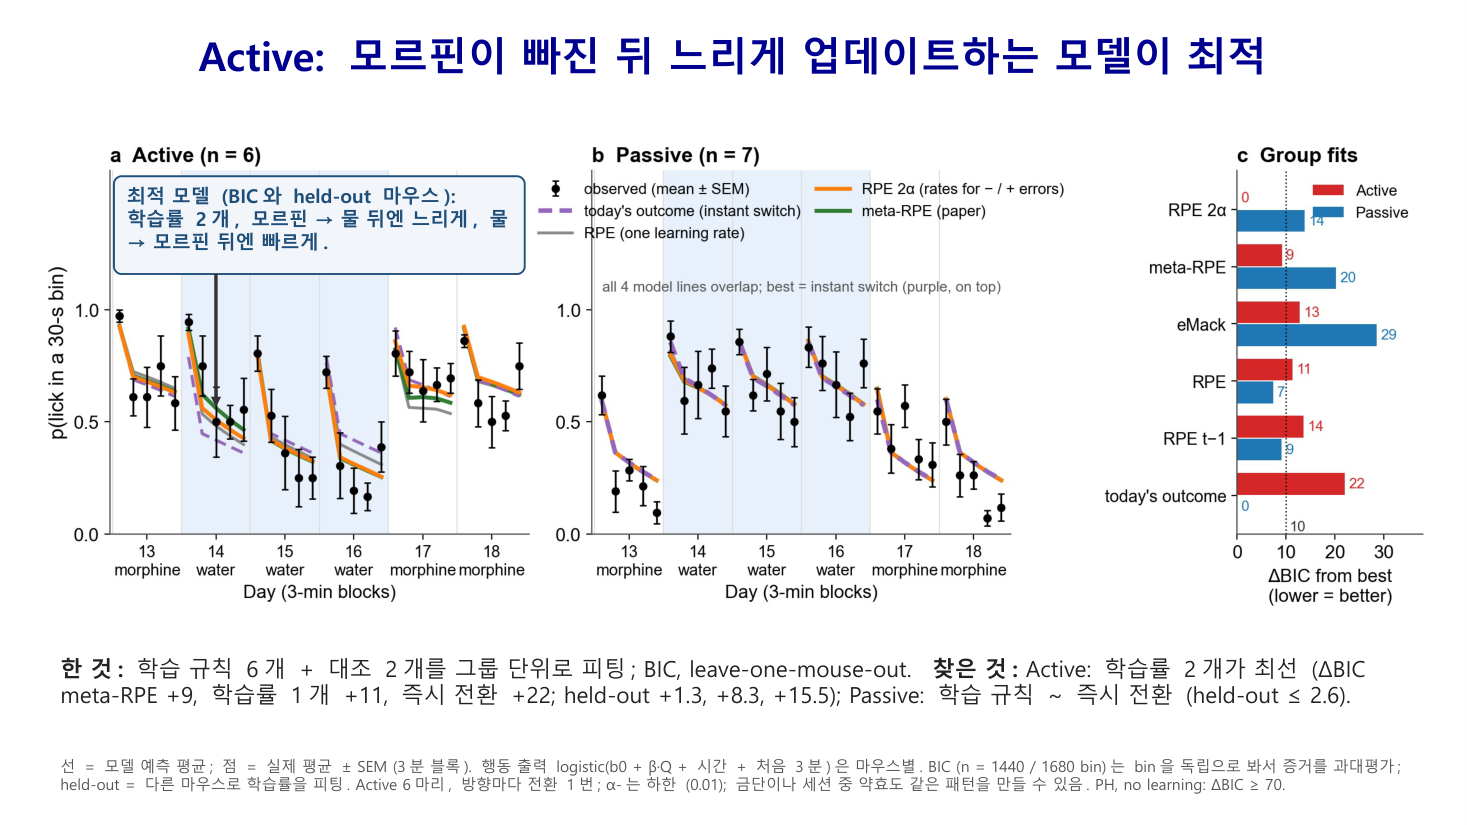 Active: 모르핀이 빠진 뒤 느리게 업데이트하는 모델이 최적
a Active (n = 6)
최적 모델 (BIC 와 held-out 마우스):
학습률 2 개, 모르핀 → 물 뒤엔 느리게, 물
→ 모르핀 뒤엔 빠르게.
p(lick in a 30-s bin)
1.0
0.5
0.0
13 14 15 16 17 18
morphine water water water morphine morphine
Day (3-min blocks)
b Passive (n = 7)
observed (mean ± SEM)
today's outcome (instant switch)
RPE (one learning rate)
RPE 2α (rates for − / + errors)
meta-RPE (paper)
all 4 model lines overlap; best = instant switch (purple, on top)
1.0
0.5
0.0
13 14 15 16 17 18
morphine water water water morphine morphine
Day (3-min blocks)
c Group fits
Active
Passive
RPE 2α 0 14
meta-RPE 9 20
eMack 13 29
RPE 11 7
RPE t−1 14 9
today's outcome 22 0
10
0 10 20 30
ΔBIC from best
(lower = better)
한 것: 학습 규칙 6 개 + 대조 2 개를 그룹 단위로 피팅; BIC, leave-one-mouse-out. 찾은 것: Active: 학습률 2 개가 최선 (ΔBIC
meta-RPE +9, 학습률 1 개 +11, 즉시 전환 +22; held-out +1.3, +8.3, +15.5); Passive: 학습 규칙 ~ 즉시 전환 (held-out ≤ 2.6).
선 = 모델 예측 평균; 점 = 실제 평균 ± SEM (3 분 블록). 행동 출력 logistic(b0 + β·Q + 시간 + 처음 3 분) 은 마우스별. BIC (n = 1440 / 1680 bin) 는 bin 을 독립으로 봐서 증거를 과대평가;
held-out = 다른 마우스로 학습률을 피팅. Active 6 마리, 방향마다 전환 1 번; α- 는 하한 (0.01); 금단이나 세션 중 약효도 같은 패턴을 만들 수 있음. PH, no learning: ΔBIC ≥ 70.